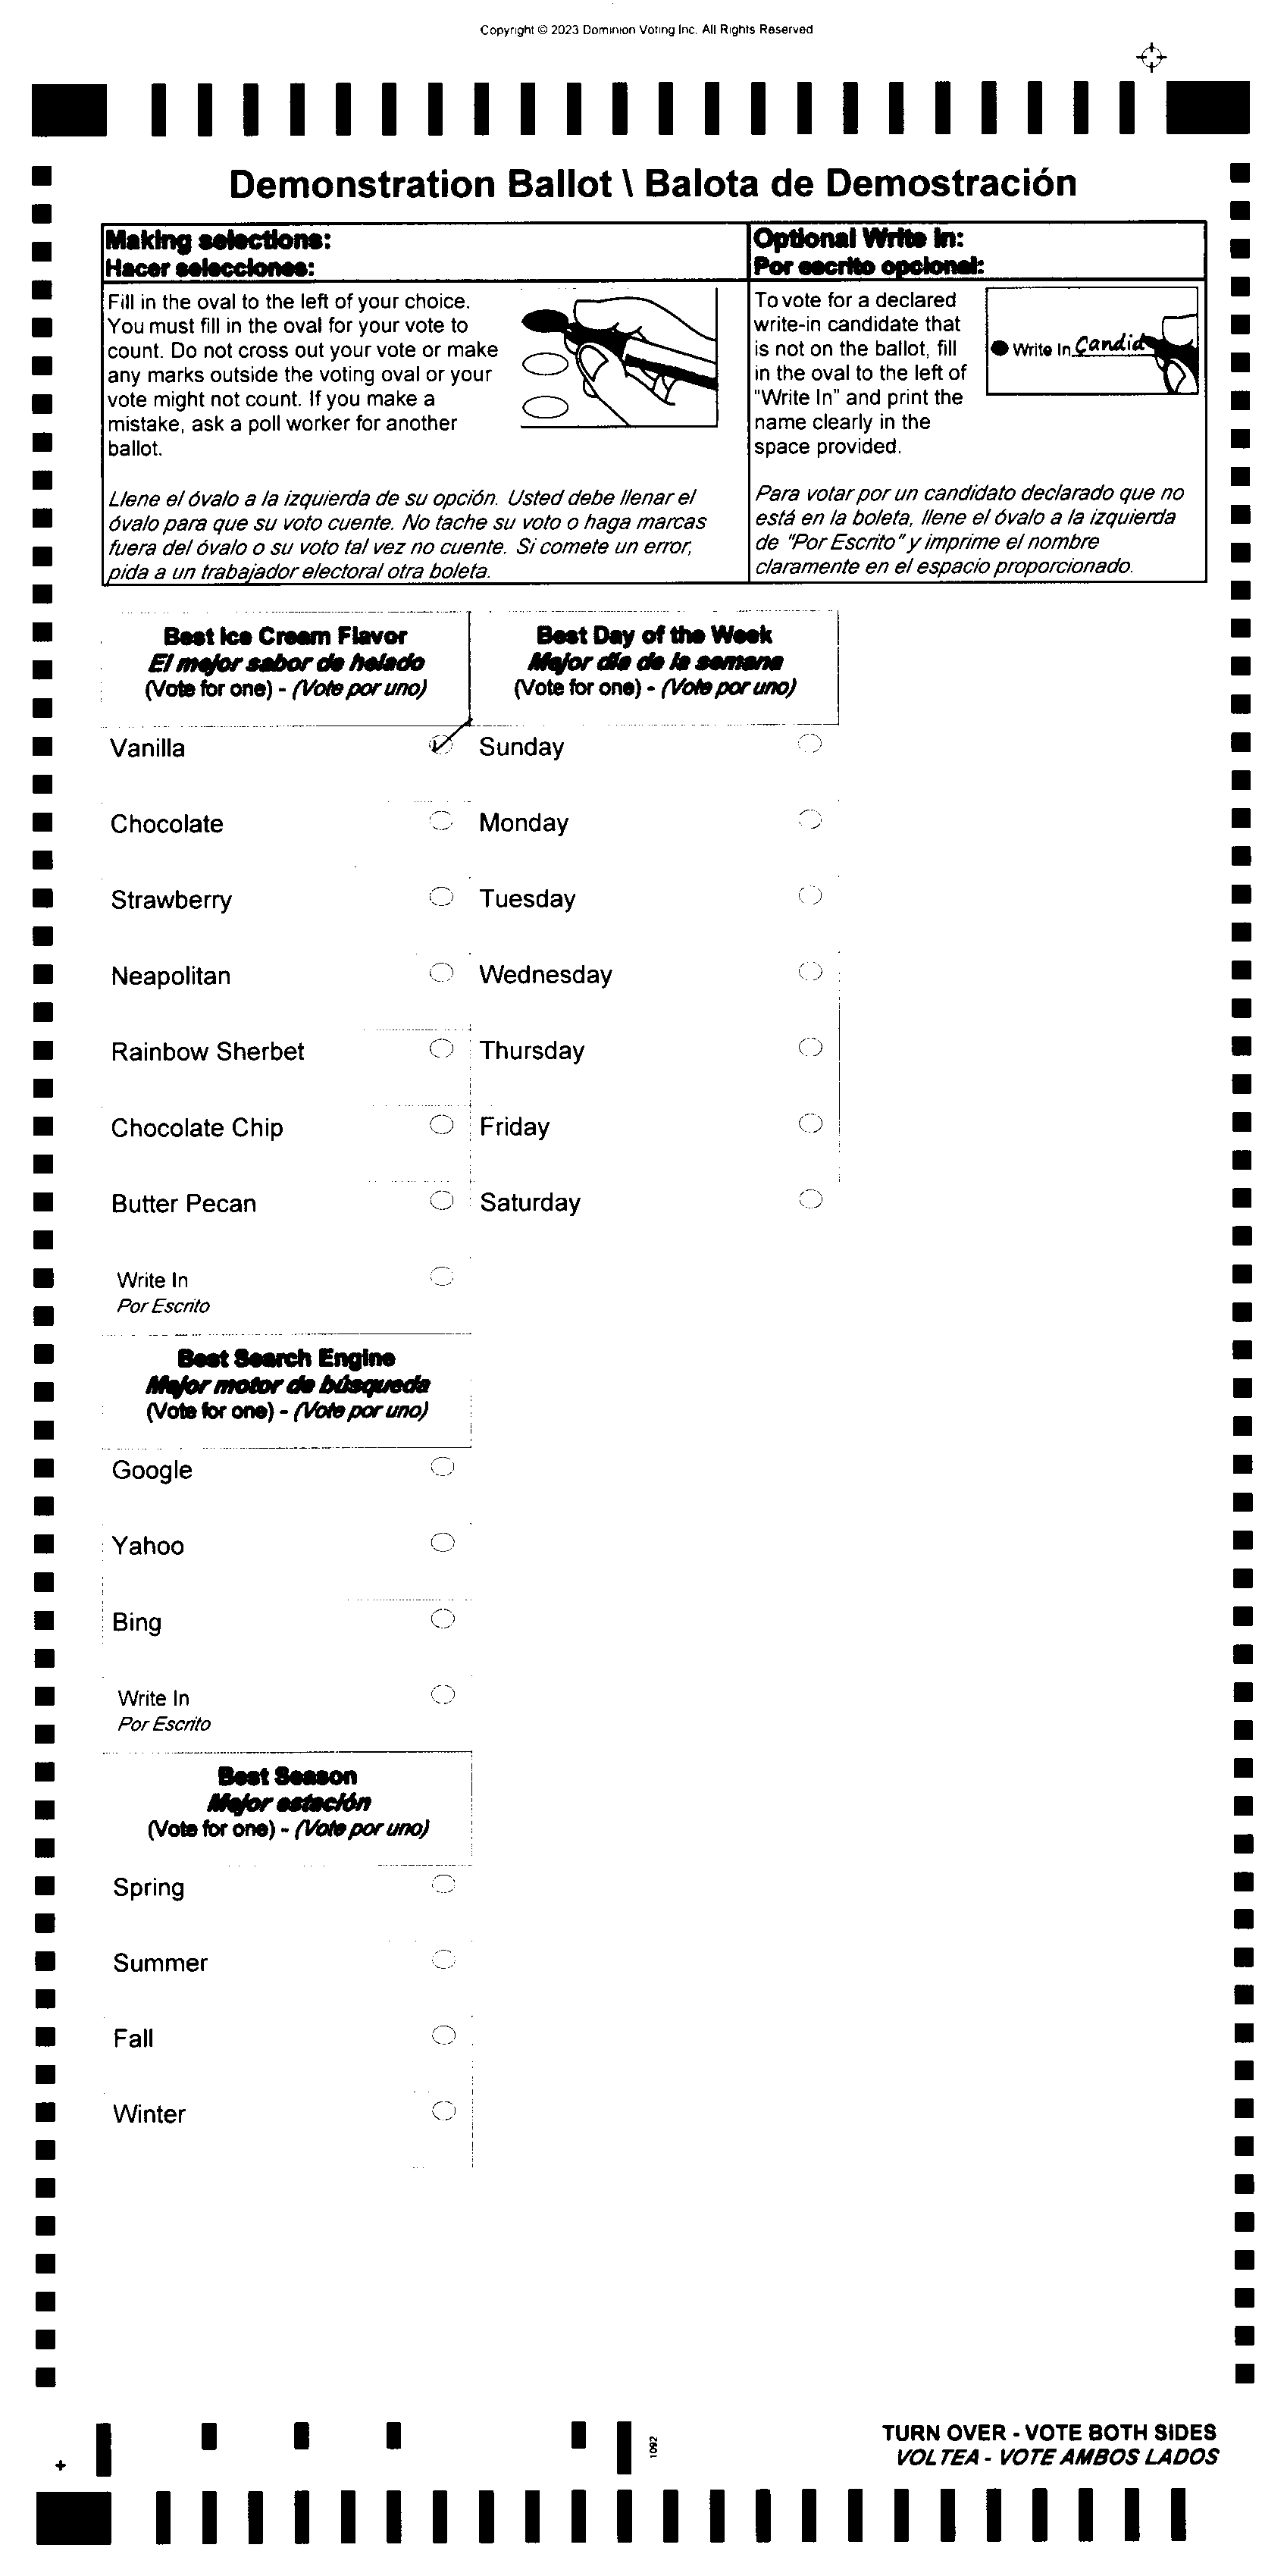 Copyright © 2023 Dominion Voting Inc. All Rights Reserved
Demonstration Ballot \ Balota de Demostración
Making selections:
Hacer selecciones:
Fill in the oval to the left of your choice.
You must fill in the oval for your vote to
count. Do not cross out your vote or make
any marks outside the voting oval or your
vote might not count. If you make a
mistake, ask a poll worker for another
ballot.
Llene el óvalo a la izquierda de su opción. Usted debe llenar el
óvalo para que su voto cuente. No tache su voto o haga marcas
fuera del óvalo o su voto tal vez no cuente. Si comete un error,
pida a un trabajador electoral otra boleta.
Optional Write in:
Por escrito opcional:
To vote for a declared
write-in candidate that
is not on the ballot, fill
in the oval to the left of
"Write In" and print the
name clearly in the
space provided.
Write In Candid
Para votar por un candidato declarado que no
está en la boleta, llene el óvalo a la izquierda
de "Por Escrito" y imprime el nombre
claramente en el espacio proporcionado.
Best Ice Cream Flavor
El mejor sabor de helado
(Vote for one) - (Vote por uno)
Vanilla
Chocolate
Strawberry
Neapolitan
Rainbow Sherbet
Chocolate Chip
Butter Pecan
Write In
Por Escrito
Best Search Engine
Mejor motor de búsqueda
(Vote for one) - (Vote por uno)
Google
Yahoo
Bing
Write In
Por Escrito
Best Season
Mejor estación
(Vote for one) - (Vote por uno)
Spring
Summer
Fall
Winter
Best Day of the Week
Mejor día de la semana
(Vote for one) - (Vote por uno)
Sunday
Monday
Tuesday
Wednesday
Thursday
Friday
Saturday
1092
TURN OVER - VOTE BOTH SIDES
VOLTEA - VOTE AMBOS LADOS